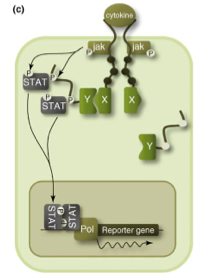 (c)
cytokine
jak jak
P P
P
STAT
P
STAT
Y X X
Y
STAT STAT
P
P
Pol Reporter gene